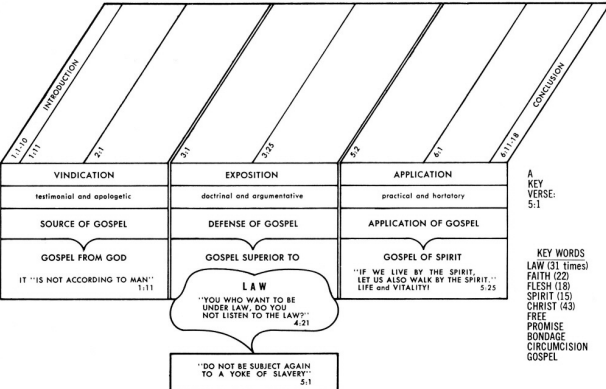 INTRODUCTION
CONCLUSION
1:1-10
1:11
2:1
3:1
3:25
5:2
6:1
6:11-18
VINDICATION
EXPOSITION
APPLICATION
testimonial and apologetic
doctrinal and argumentative
practical and hortatory
SOURCE OF GOSPEL
DEFENSE OF GOSPEL
APPLICATION OF GOSPEL
GOSPEL FROM GOD
IT "IS NOT ACCORDING TO MAN"
1:11
GOSPEL SUPERIOR TO
LAW
"YOU WHO WANT TO BE
UNDER LAW, DO YOU
NOT LISTEN TO THE LAW?"
4:21
"DO NOT BE SUBJECT AGAIN
TO A YOKE OF SLAVERY"
5:1
GOSPEL OF SPIRIT
"IF WE LIVE BY THE SPIRIT,
LET US ALSO WALK BY THE SPIRIT."
LIFE and VITALITY! 5:25
A
KEY
VERSE:
5:1
KEY WORDS
LAW (31 times)
FAITH (22)
FLESH (18)
SPIRIT (15)
CHRIST (43)
FREE
PROMISE
BONDAGE
CIRCUMCISION
GOSPEL